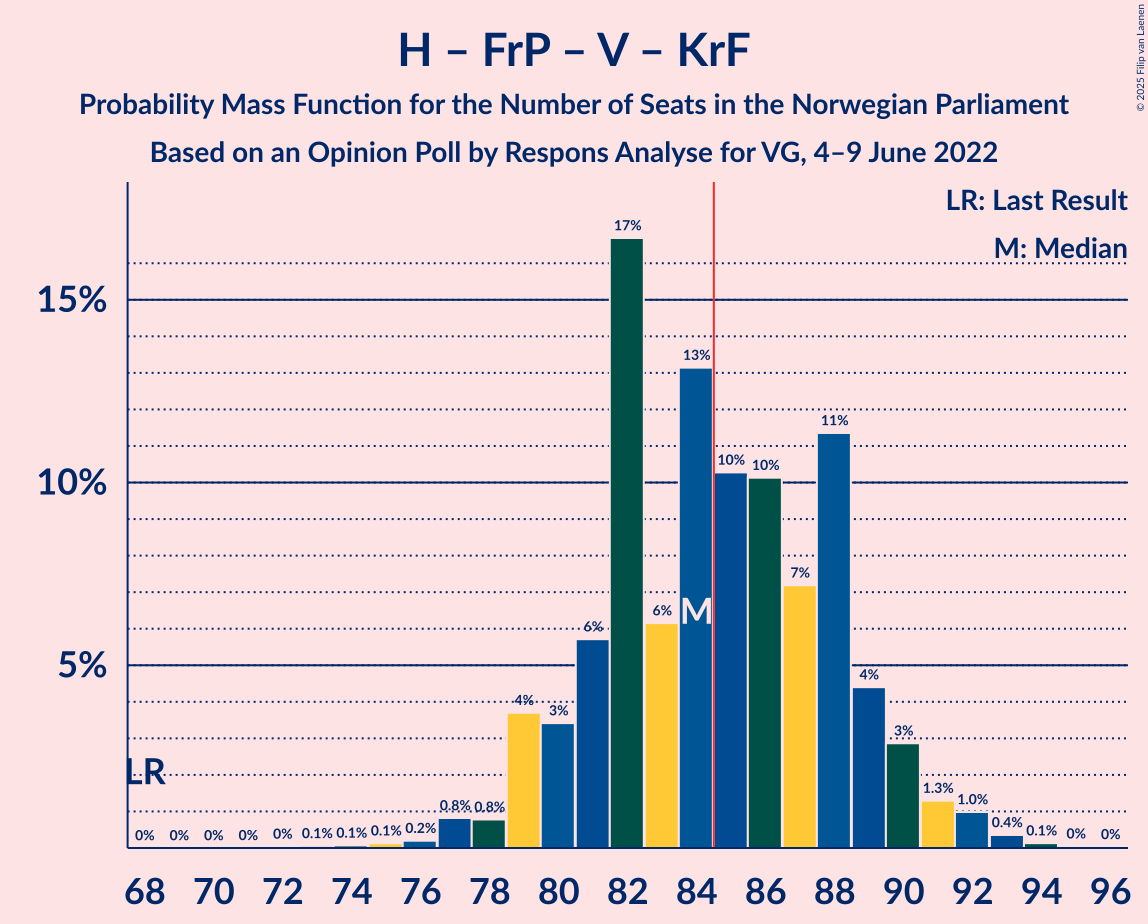 H – FrP – V – KrF
Probability Mass Function for the Number of Seats in the Norwegian Parliament
Based on an Opinion Poll by Respons Analyse for VG, 4–9 June 2022
© 2025 Filip van Laenen
LR: Last Result
M: Median
15%
10%
5%
17%
13%
11%
10%
10%
7%
6%
6%
M
4%
4%
3%
3%
LR
1.3%
1.0%
0.8%
0.8%
0.4%
0% 0% 0% 0% 0% 0.1% 0.1% 0.1% 0.2% 0.1% 0% 0%
68 70 72 74 76 78 80 82 84 86 88 90 92 94 96